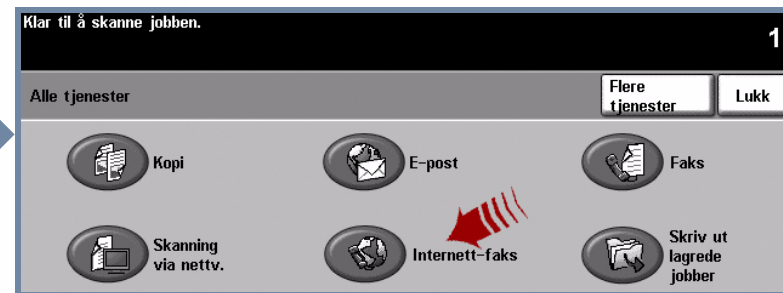 Klar til å skanne jobben.
1
Alle tjenester
Flere
tjenester
Lukk
Kopi
E-post
Faks
Skanning
via nettv.
Internett-faks
Skriv ut
lagrede
jobber